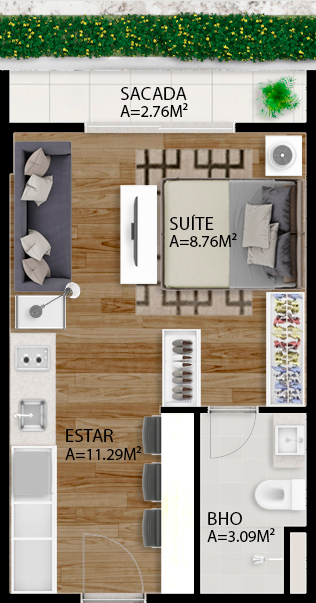 SACADA
A=2.76M²
SUÍTE
A=8.76M²
ESTAR
A=11.29M²
BHO
A=3.09M²